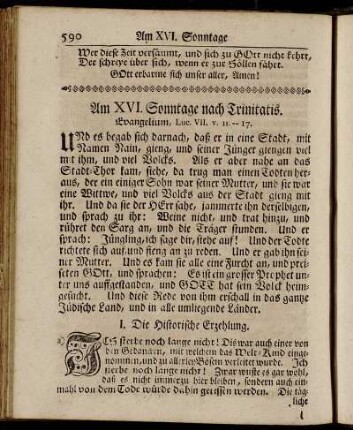 590 Am XVI. Sonntage
Wer diese Zeit versäumt, und sich zu GOtt nicht kehrt,
Der schreye über sich, wenn er zur Höllen fährt.
GOtt erbarme sich unser aller, Amen!
Am XVI. Sonntage nach Trinitatis.
Evangelium, Luc. VII. v. 11. - 17.
UNd es begab sich darnach, daß er in eine Stadt, mit
Namen Nain, gieng, und seiner Jünger giengen viel
mit ihm, und viel Volcks. Als er aber nahe an das
Stadt-Thor kam, siehe, da trug man einen Todten her-
aus, der ein einiger Sohn war seiner Mutter, und sie war
eine Wittwe, und viel Volcks aus der Stadt gieng mit
ihr. Und da sie der HErr sahe, jammerte ihn derselbigen,
und sprach zu ihr: Weine nicht, und trat hinzu, und
rühret den Sarg an, und die Träger stunden. Und er
sprach: Jüngling, ich sage dir, stehe auf! Und der Todte
richtete sich auf, und fieng an zu reden. Und er gab ihn sei-
ner Mutter. Und es kam sie alle eine Furcht an, und prei-
seten GOtt, und sprachen: Es ist ein grosser Prophet un-
ter uns auffgestanden, und GOTT hat sein Volck heim-
gesucht. Und diese Rede von ihm erschall in das gantze
Jüdische Land, und in alle umliegende Länder.
I. Die Historische Erzehlung.
ICh sterbe noch lange nicht! Dis war auch einer von
den Gedancken, mit welchen das Welt-Kind einge-
nommen, und zu allerley Bösen verleitet wurde. Ich
sterbe noch lange nicht! Zwar wuste es gar wohl,
daß es nicht immerzu hier bleiben, sondern auch ein-
mahl von dem Tode würde dahin gerissen werden. Die täg-
liche